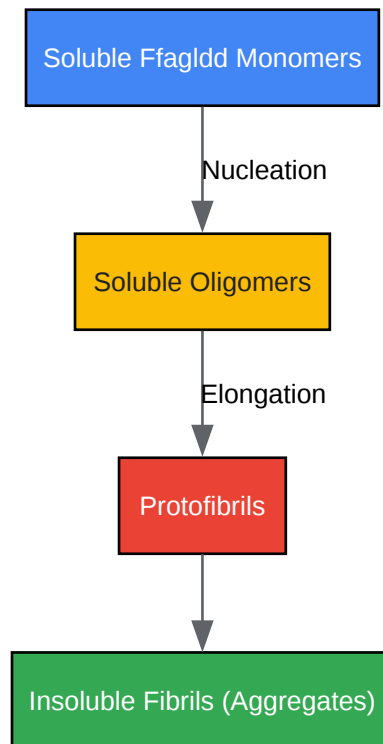 Soluble Ffagldd Monomers
Nucleation
Soluble Oligomers
Elongation
Protofibrils
Insoluble Fibrils (Aggregates)